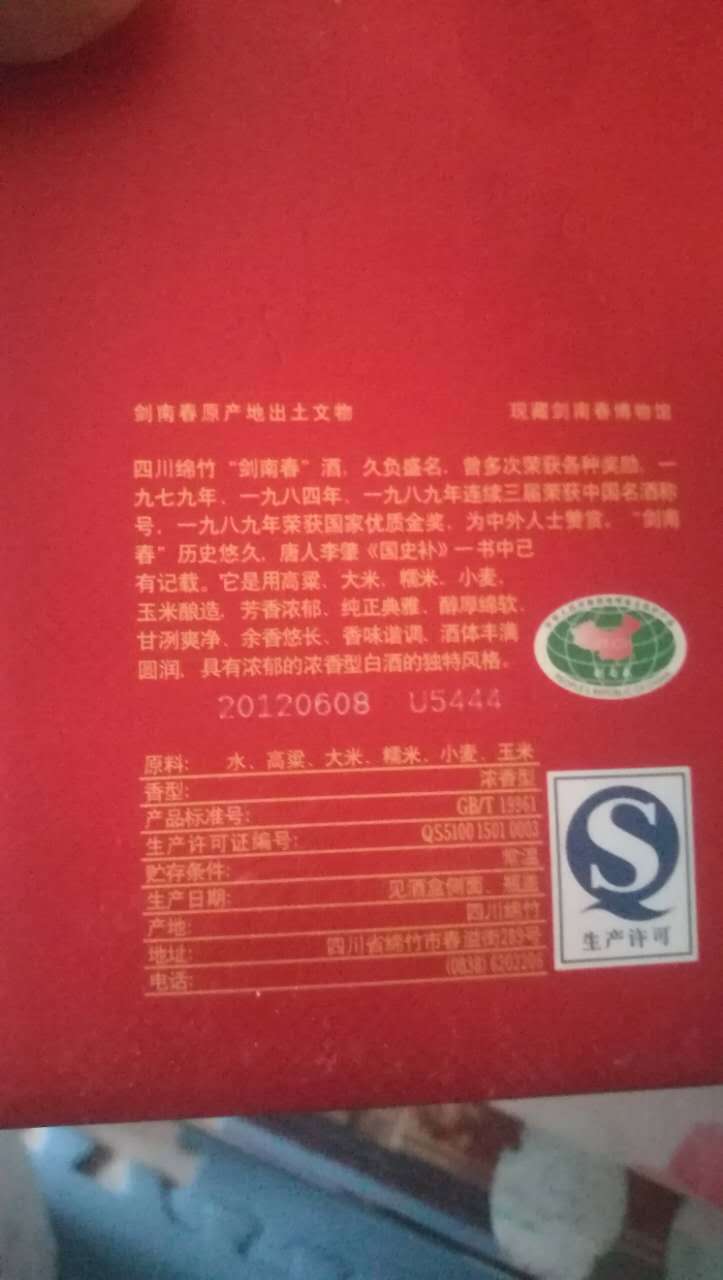 剑南春原产地出土文物 现藏剑南春博物馆
四川绵竹“剑南春”酒，久负盛名，曾多次荣获各种奖励，一
九七九年、一九八四年、一九八九年连续三届荣获中国名酒称
号，一九八九年荣获国家优质金奖，为中外人士赞赏。“剑南
春”历史悠久，唐人李肇《国史补》一书中已
有记载。它是用高粱、大米、糯米、小麦、
玉米酿造，芳香浓郁、纯正典雅、醇厚绵软、
甘洌爽净、余香悠长、香味谐调、酒体丰满
圆润，具有浓郁的浓香型白酒的独特风格。
20120608 U5444
原料: 水、高粱、大米、糯米、小麦、玉米
香型: 浓香型
产品标准号: GB/T 19961
生产许可证编号: QS5100 1501 0003
贮存条件: 常温
生产日期: 见酒盒侧面、瓶盖
产地: 四川绵竹
地址: 四川省绵竹市春溢街289号
电话:
生产许可